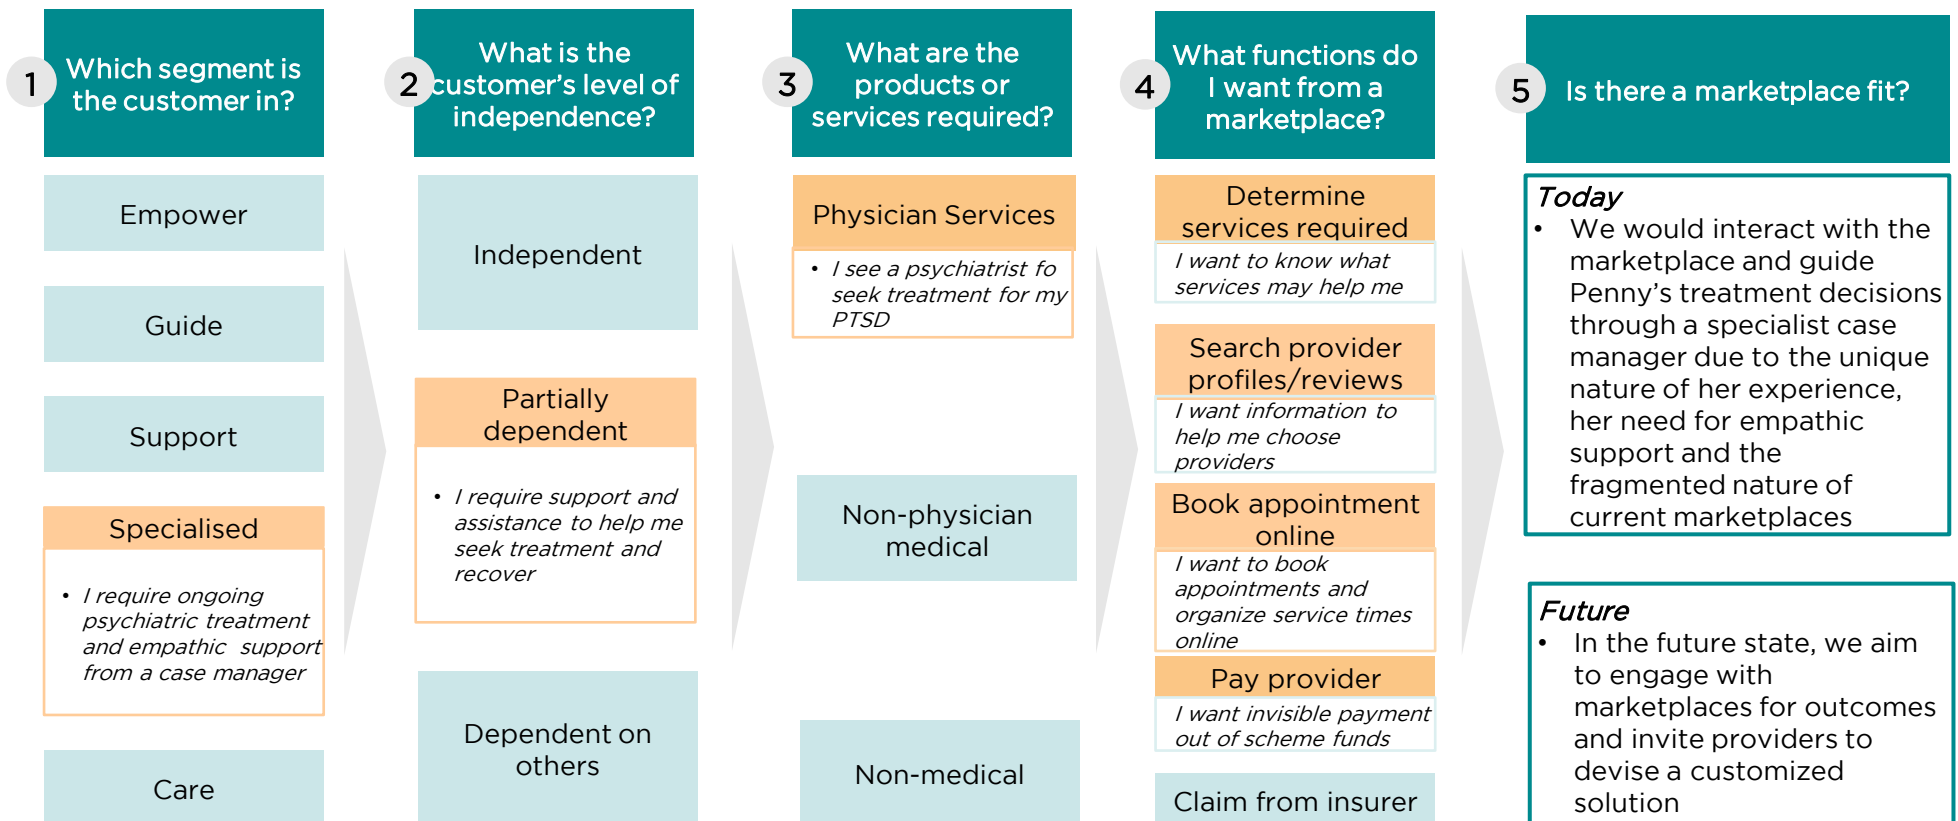 1
Which segment is
the customer in?
Empower
Guide
Support
Specialised
• I require ongoing
psychiatric treatment
and empathic support
from a case manager
Care
2
What is the
customer's level of
independence?
Independent
Partially
dependent
• I require support and
assistance to help me
seek treatment and
recover
Dependent on
others
3
What are the
products or
services required?
Physician Services
• I see a psychiatrist fo
seek treatment for my
PTSD
Non-physician
medical
Non-medical
4
What functions do
I want from a
marketplace?
Determine
services required
I want to know what
services may help me
Search provider
profiles/reviews
I want information to
help me choose
providers
Book appointment
online
I want to book
appointments and
organize service times
online
Pay provider
I want invisible payment
out of scheme funds
Claim from insurer
5
Is there a marketplace fit?
Today
• We would interact with the
marketplace and guide
Penny's treatment decisions
through a specialist case
manager due to the unique
nature of her experience,
her need for empathic
support and the
fragmented nature of
current marketplaces
Future
• In the future state, we aim
to engage with
marketplaces for outcomes
and invite providers to
devise a customized
solution